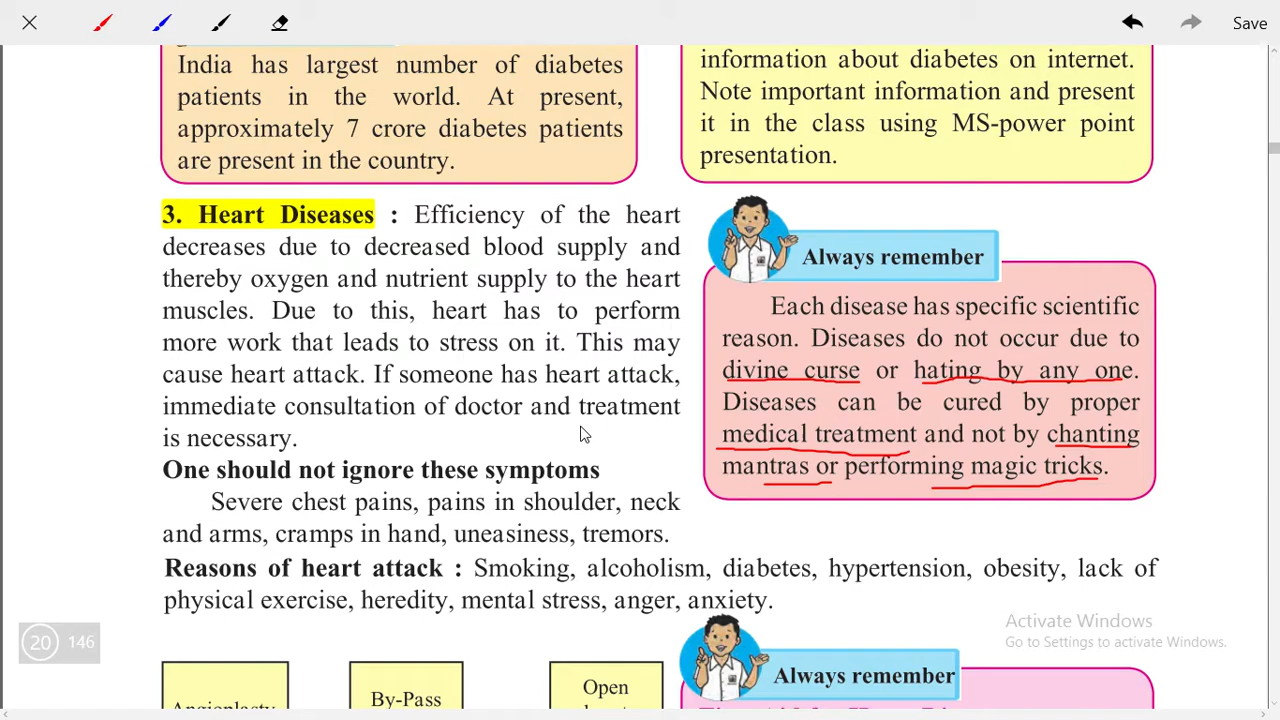 Save
India has largest number of diabetes
patients in the world. At present,
approximately 7 crore diabetes patients
are present in the country.
information about diabetes on internet.
Note important information and present
it in the class using MS-power point
presentation.
3. Heart Diseases : Efficiency of the heart
decreases due to decreased blood supply and
thereby oxygen and nutrient supply to the heart
muscles. Due to this, heart has to perform
more work that leads to stress on it. This may
cause heart attack. If someone has heart attack,
immediate consultation of doctor and treatment
is necessary.
One should not ignore these symptoms
Severe chest pains, pains in shoulder, neck
and arms, cramps in hand, uneasiness, tremors.
Always remember
Each disease has specific scientific
reason. Diseases do not occur due to
divine curse or hating by any one.
Diseases can be cured by proper
medical treatment and not by chanting
mantras or performing magic tricks.
Reasons of heart attack : Smoking, alcoholism, diabetes, hypertension, obesity, lack of
physical exercise, heredity, mental stress, anger, anxiety.
Activate Windows
Go to Settings to activate Windows.
20 146
Angioplasty
By-Pass
Open
Always remember